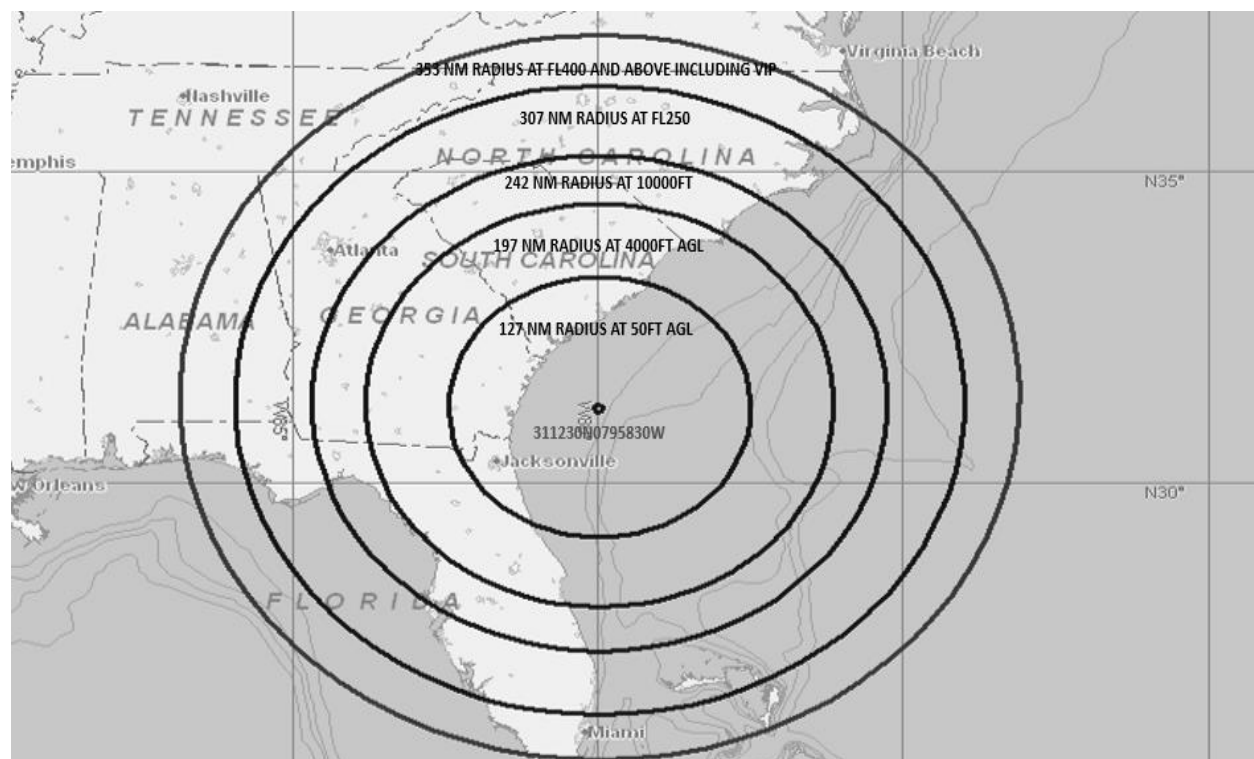 Virginia Beach
353 NM RADIUS AT FL400 AND ABOVE INCLUDING VIP
Nashville
TENNESSEE
307 NM RADIUS AT FL250
NORTH CAROLINA
emphis
242 NM RADIUS AT 10000FT
N35°
197 NM RADIUS AT 4000FT AGL
Atlanta
SOUTH CAROLINA
GEORGIA
ALABAMA
127 NM RADIUS AT 50FT AGL
311230N0795830W
Jacksonville
w Orleans
N30°
FLORIDA
Miami